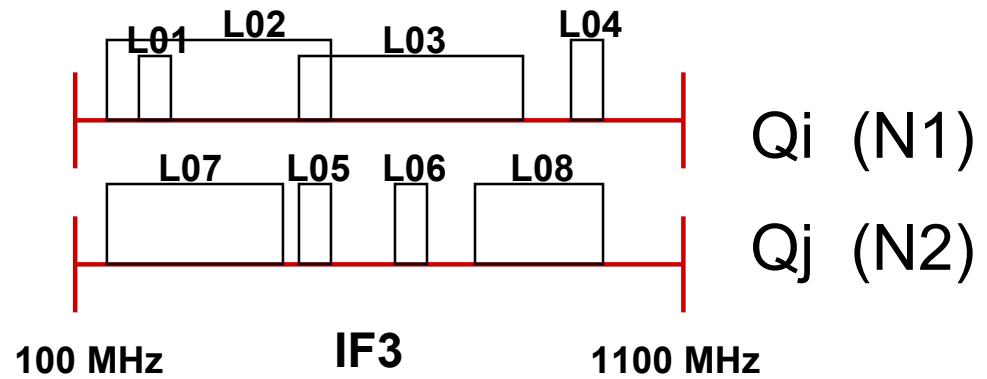 L01 L02 L03 L04
Qi (N1)
L07 L05 L06 L08
Qj (N2)
100 MHz IF3 1100 MHz